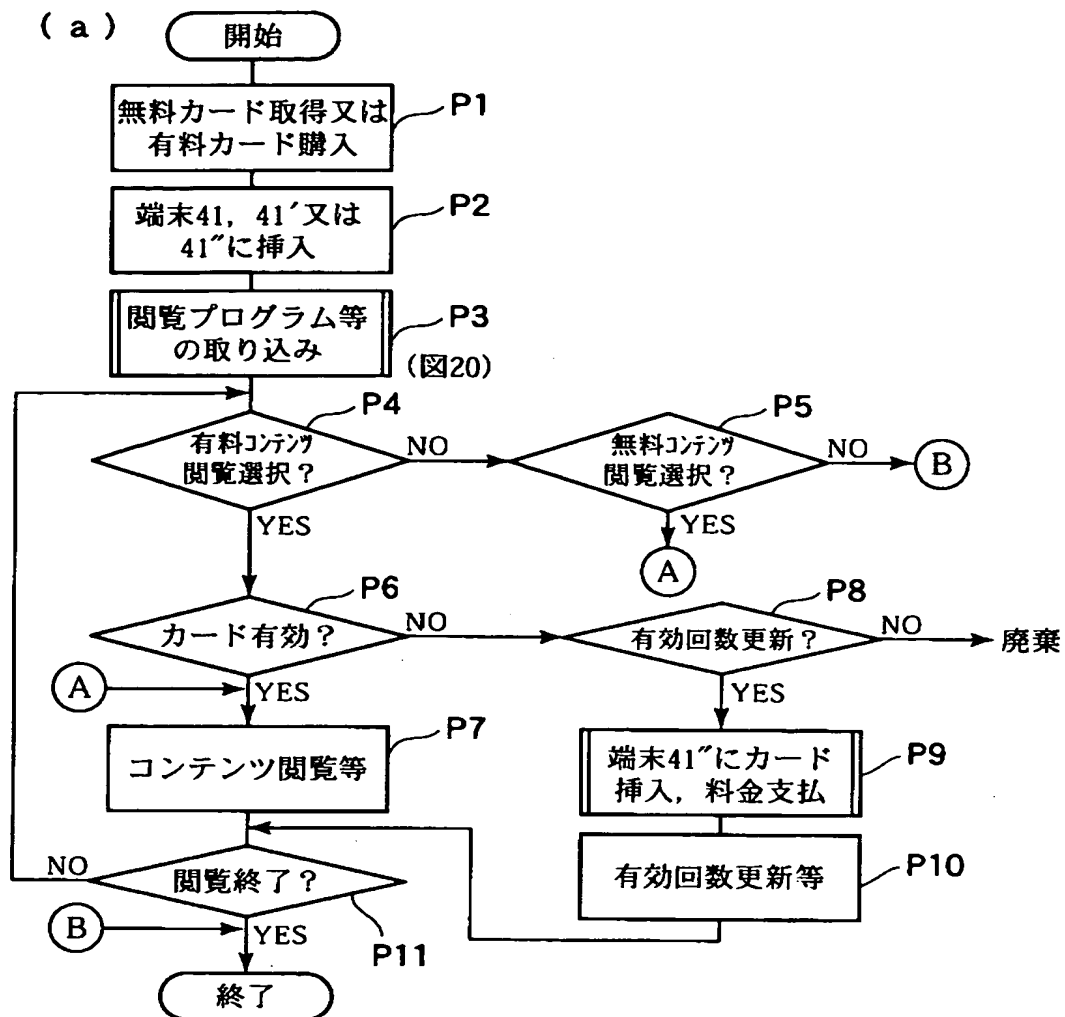 (a)
開始
無料カード取得又は
有料カード購入
P1
端末41, 41′又は
41″に挿入
P2
閲覧プログラム等
の取り込み
P3
(図20)
P4
有料コンテンツ
閲覧選択?
NO
YES
P5
無料コンテンツ
閲覧選択?
NO
B
YES
A
P6
カード有効?
NO
YES
A
P8
有効回数更新?
NO
廃棄
YES
P7
コンテンツ閲覧等
端末41″にカード
挿入, 料金支払
P9
有効回数更新等
P10
NO
閲覧終了?
P11
B
YES
終了